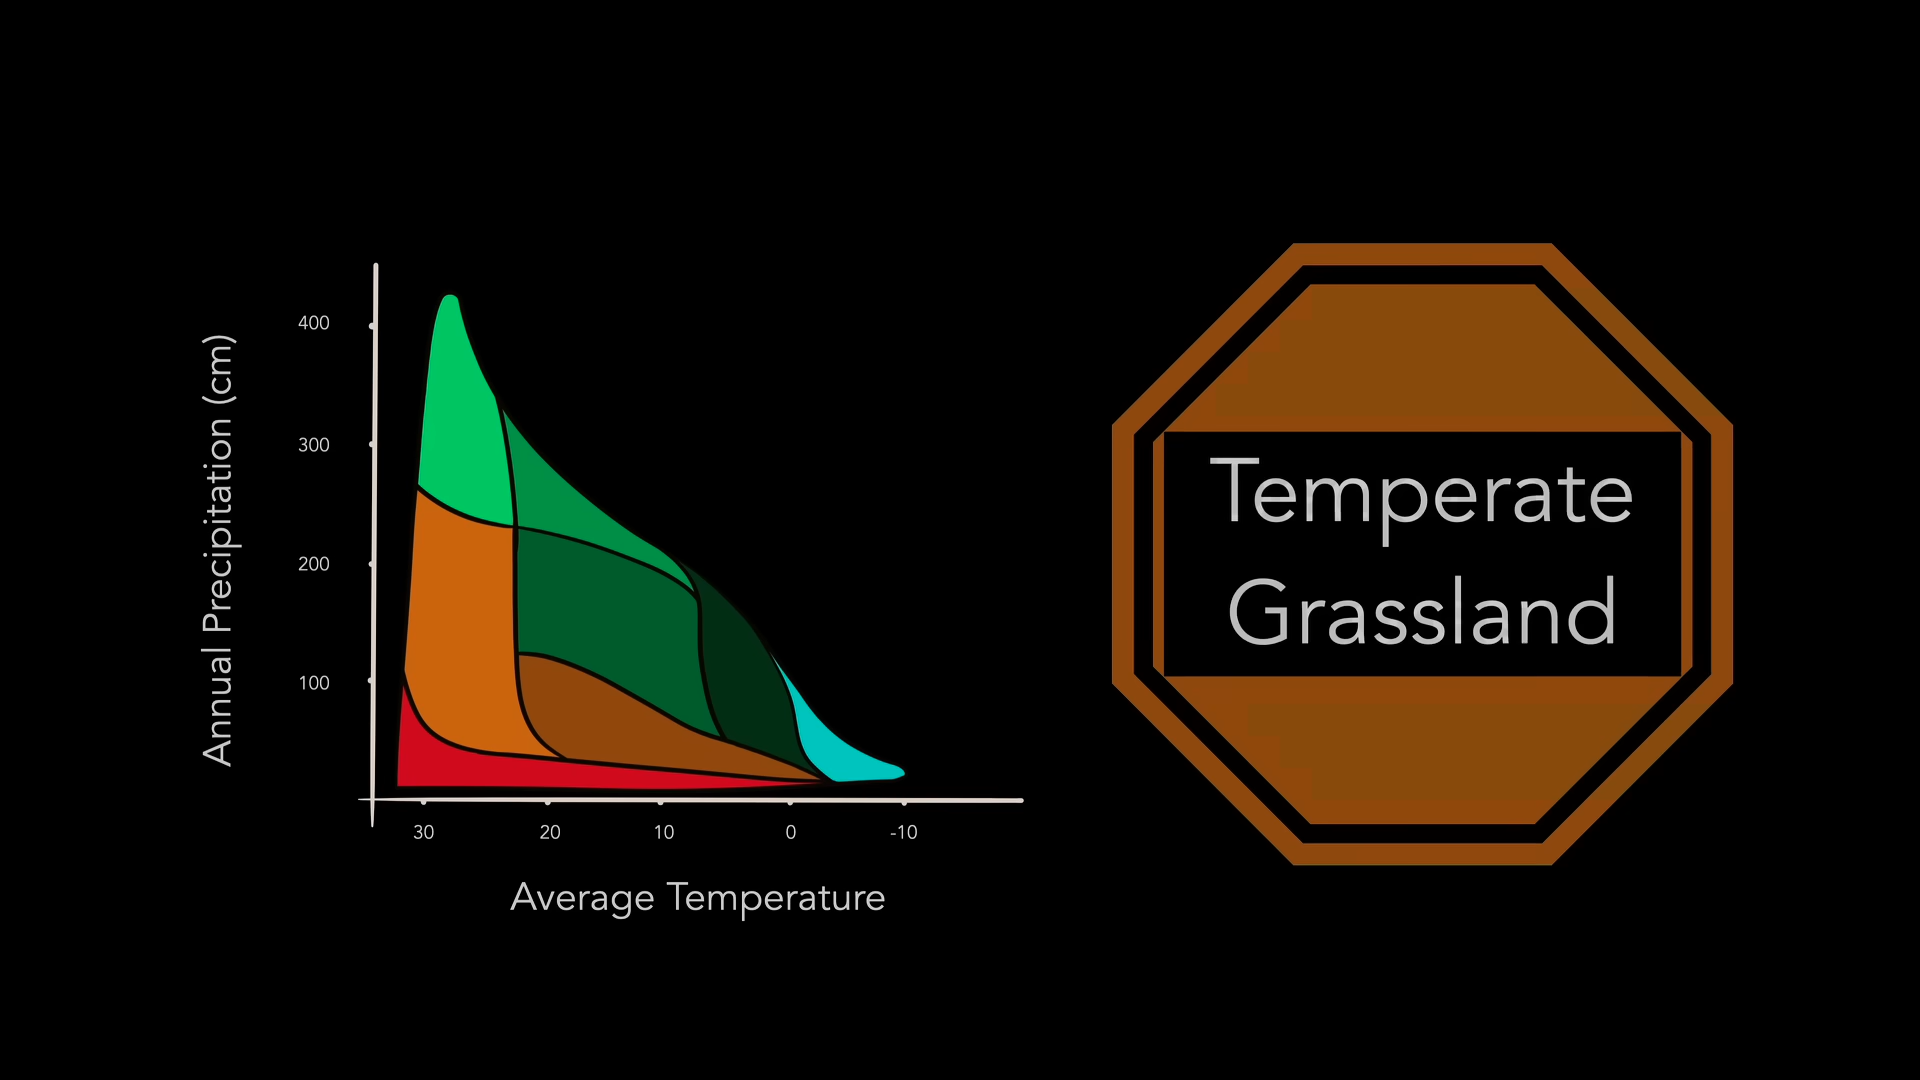 Annual Precipitation (cm)
400
300
200
100
30 20 10 0 -10
Average Temperature
Temperate
Grassland